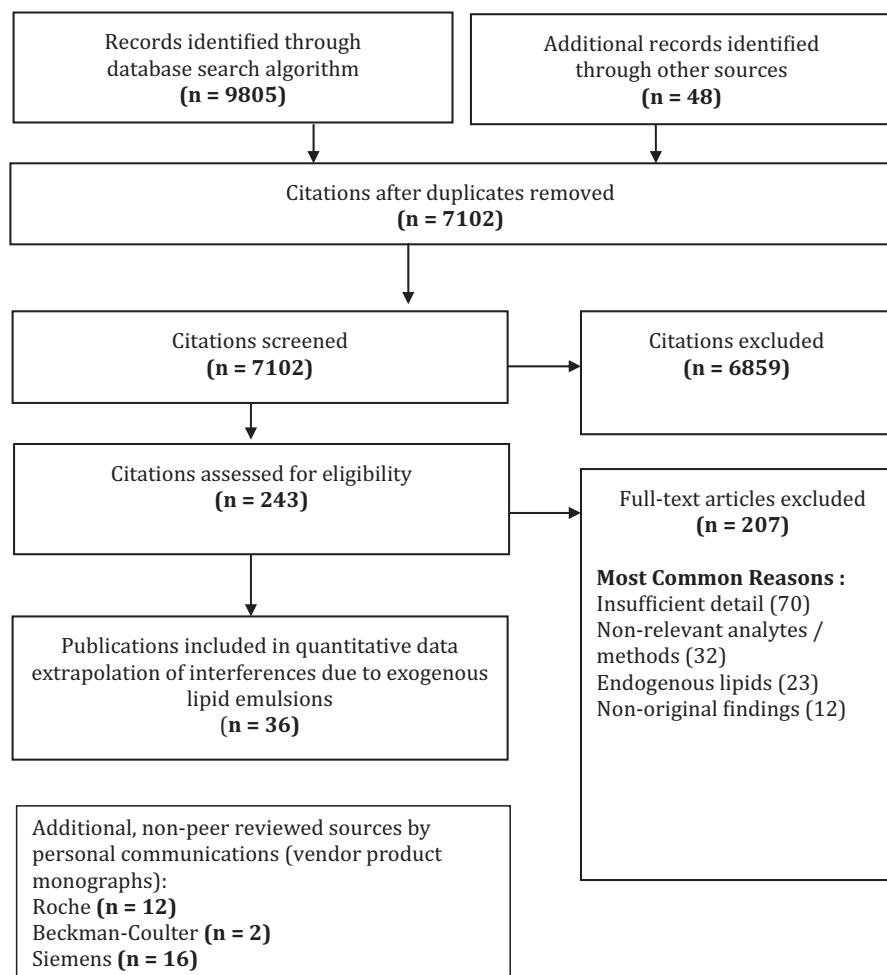 Records identified through
database search algorithm
(n = 9805)
Additional records identified
through other sources
(n = 48)
Citations after duplicates removed
(n = 7102)
Citations screened
(n = 7102)
Citations excluded
(n = 6859)
Citations assessed for eligibility
(n = 243)
Full-text articles excluded
(n = 207)
Most Common Reasons :
Insufficient detail (70)
Non-relevant analytes /
methods (32)
Endogenous lipids (23)
Non-original findings (12)
Publications included in quantitative data
extrapolation of interferences due to exogenous
lipid emulsions
(n = 36)
Additional, non-peer reviewed sources by
personal communications (vendor product
monographs):
Roche (n = 12)
Beckman-Coulter (n = 2)
Siemens (n = 16)